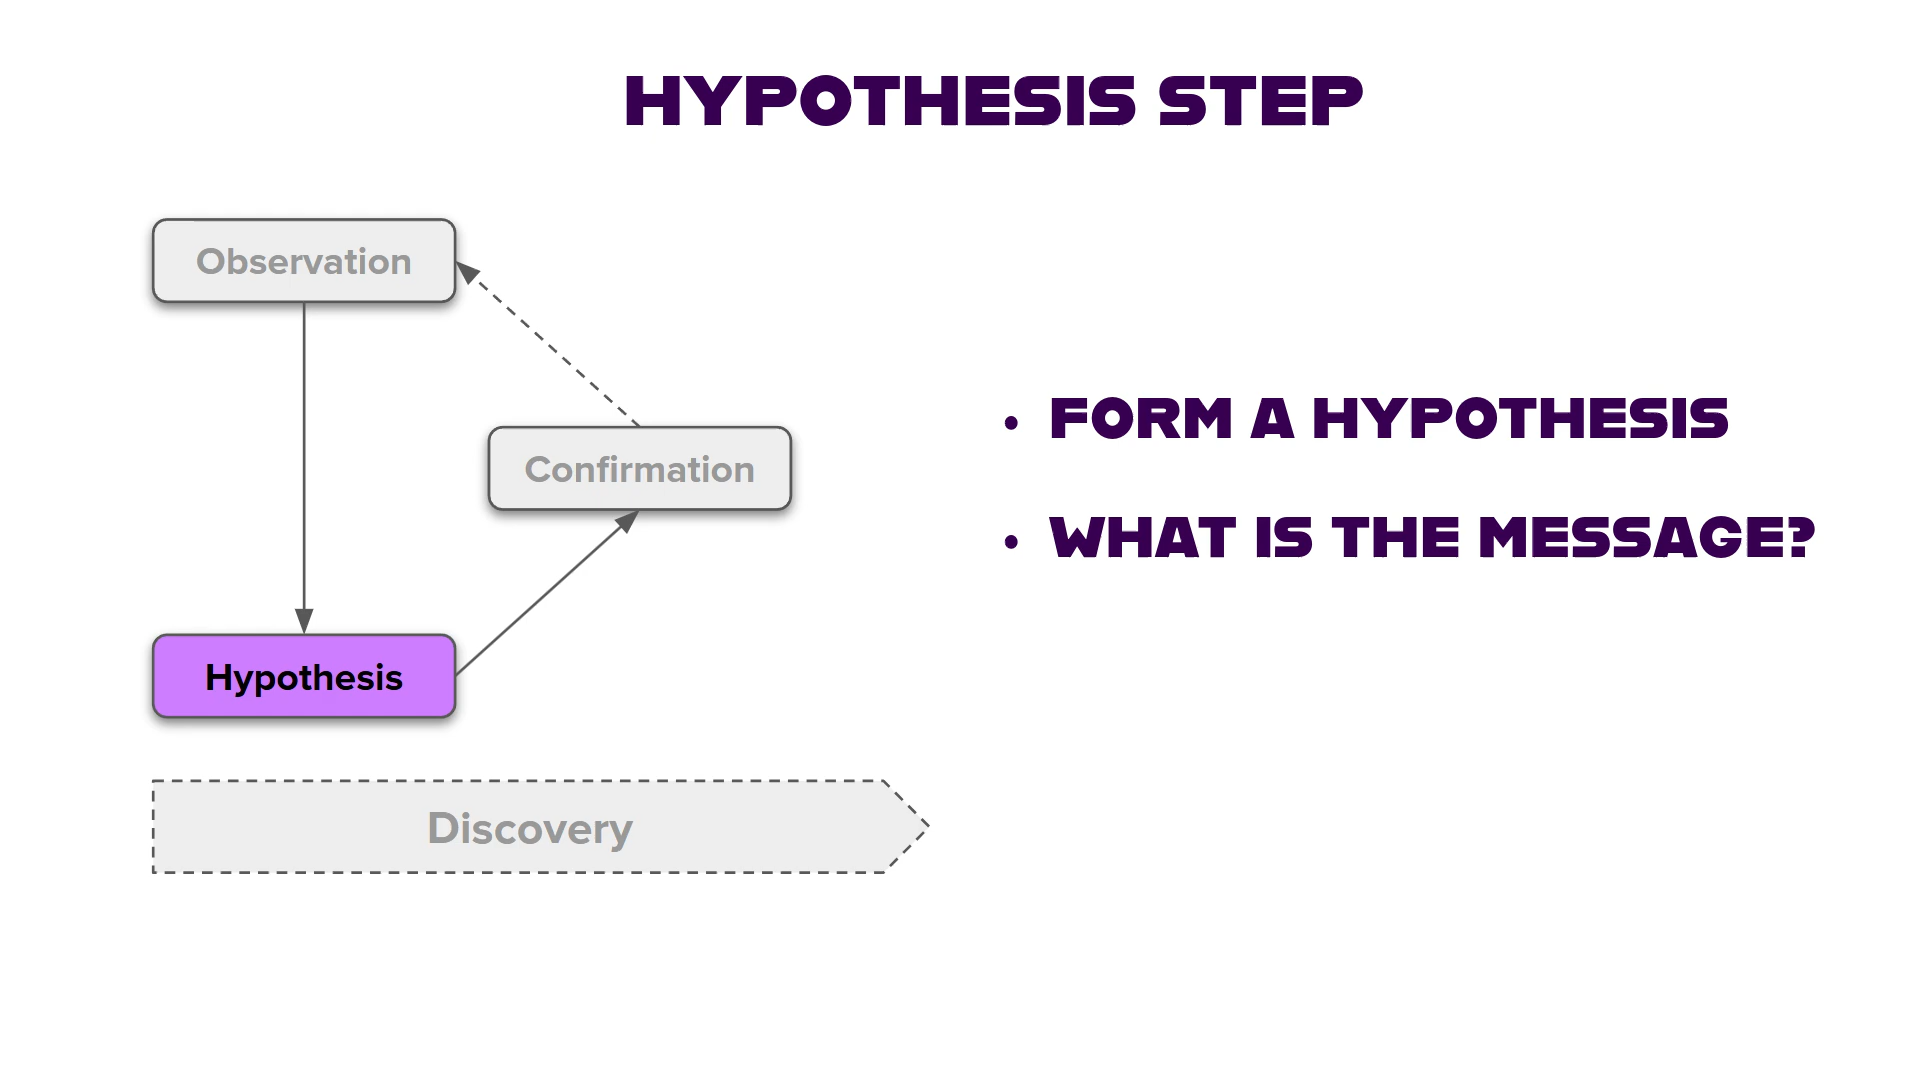 HYPOTHESIS STEP
Observation
Confirmation
Hypothesis
Discovery
• FORM A HYPOTHESIS
• WHAT IS THE MESSAGE?